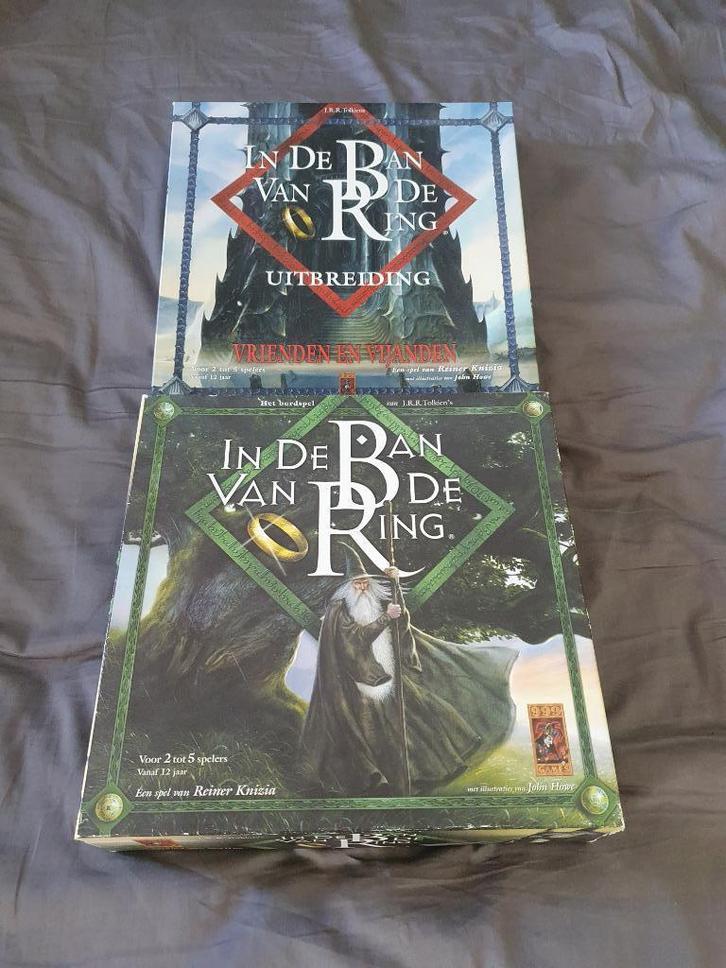 J.R.R.Tolkien's
IN DE BAN
VAN DE
RING
UITBREIDING
VRIENDEN EN VIJANDEN
Voor 2 tot 5 spelers
Vanaf 12 jaar
Een spel van Reiner Knizia
met illustraties van John Howe
Het bordspel van J.R.R.Tolkien's
IN DE BAN
VAN DE
RING®
999
GAMES
Voor 2 tot 5 spelers
Vanaf 12 jaar
Een spel van Reiner Knizia
met illustraties van John Howe